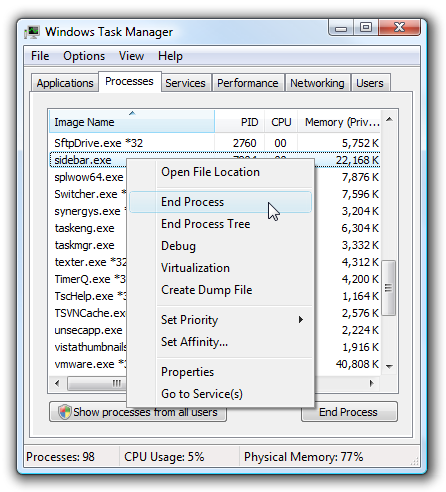 Windows Task Manager
File Options View Help
Applications Processes Services Performance Networking Users
Image Name PID CPU Memory (Priv...
SftpDrive.exe *32 2760 00 5,752 K
sidebar.exe 22,168 K
splwow64.exe 7,876 K
Switcher.exe 7,596 K
synergys.exe 3,204 K
taskeng.exe 6,304 K
taskmgr.exe 3,332 K
texter.exe *32 4,312 K
TimerQ.exe *3 4,200 K
TscHelp.exe *3 1,164 K
TSVNCache.exe 2,576 K
unsecapp.exe 2,224 K
vistathumbnails 1,916 K
vmware.exe *3 40,808 K
Open File Location
End Process
End Process Tree
Debug
Virtualization
Create Dump File
Set Priority
Set Affinity...
Properties
Go to Service(s)
Show processes from all users End Process
Processes: 98 CPU Usage: 5% Physical Memory: 77%